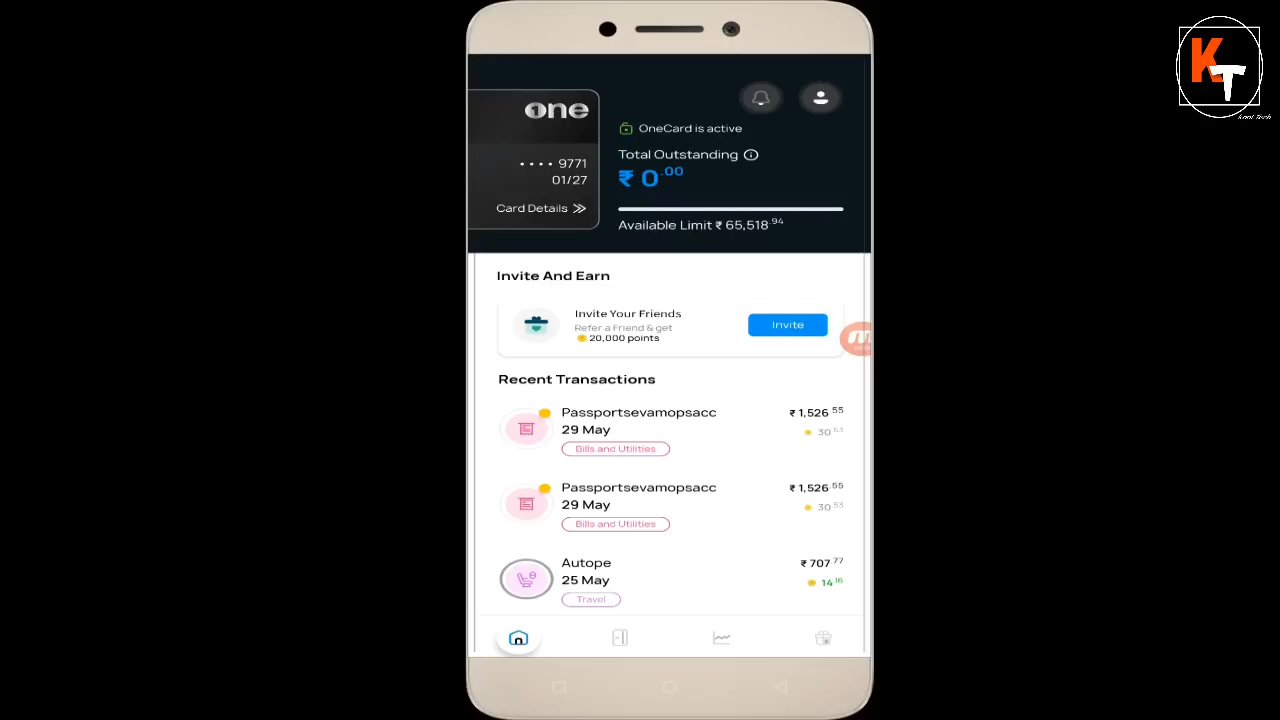 KT
Kool Tech
one
OneCard is active
•••• 9771
01/27
Card Details
Total Outstanding
₹ 0.00
Available Limit ₹ 65,518.94
Invite And Earn
Invite Your Friends
Refer a Friend & get
20,000 points
Invite
Recent Transactions
Passportsevamopsacc
₹ 1,526.55
29 May
30.53
Bills and Utilities
Passportsevamopsacc
₹ 1,526.55
29 May
30.53
Bills and Utilities
Autope
₹ 707.77
25 May
14.16
Travel